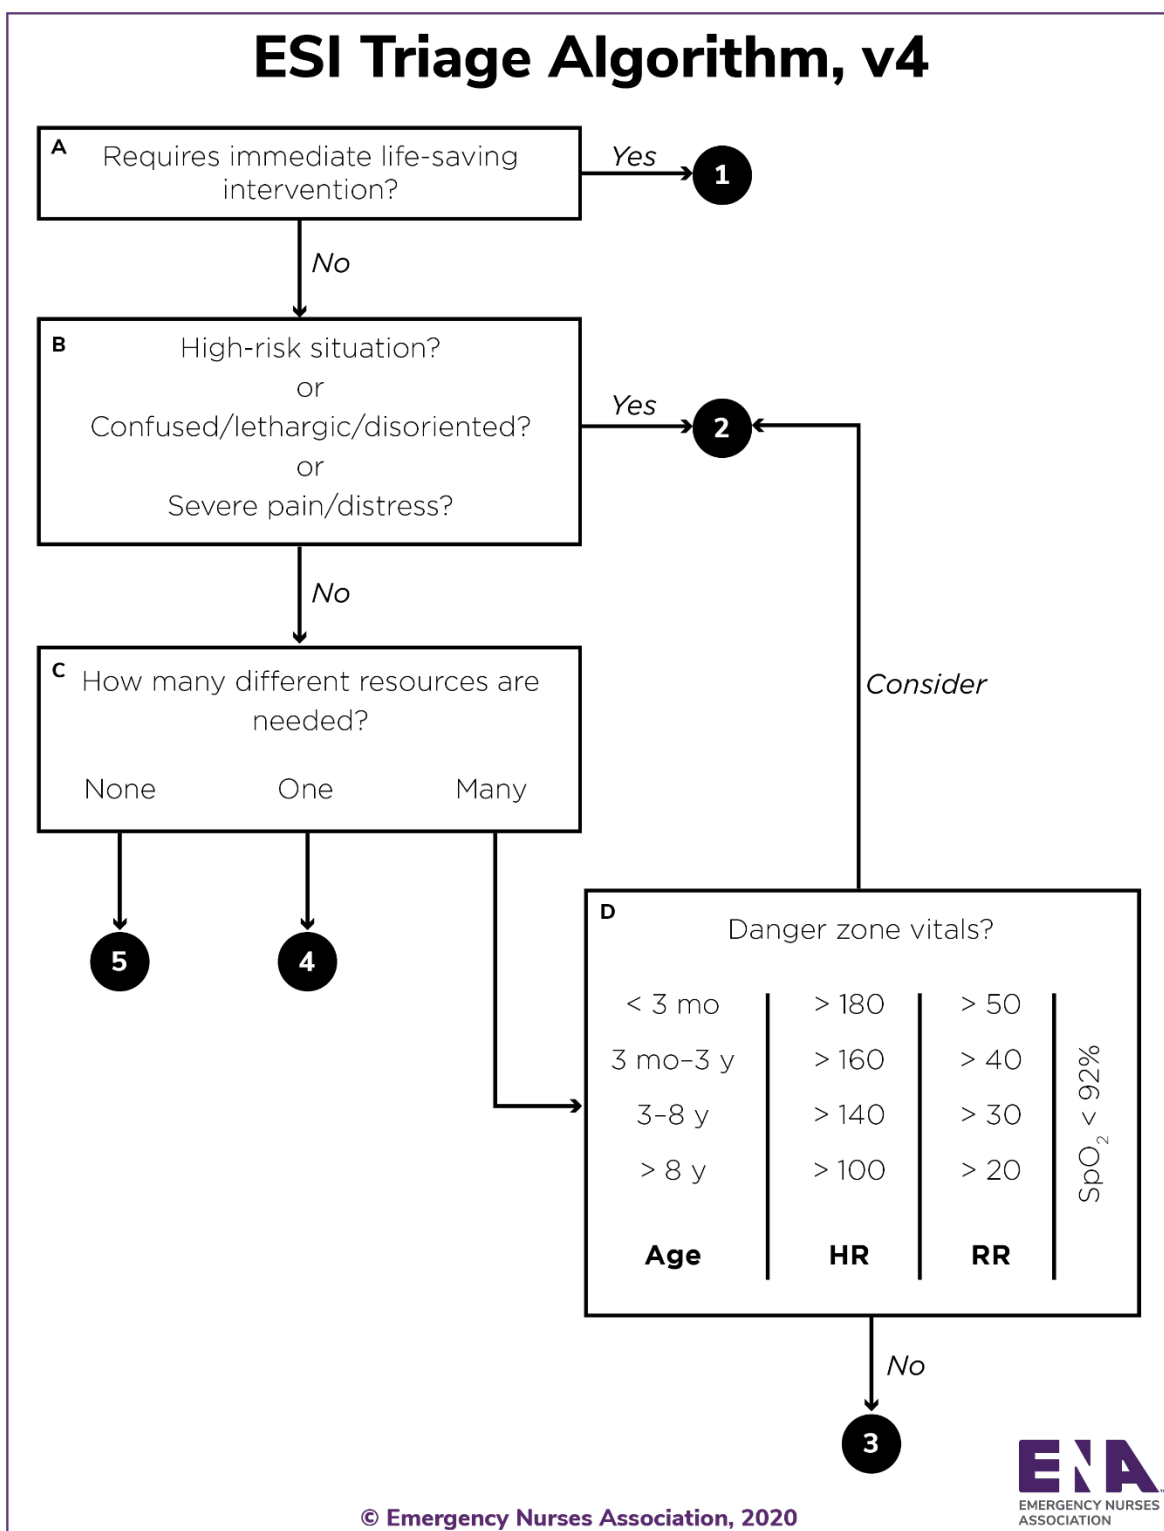 ESI Triage Algorithm, v4
A
Requires immediate life-saving
intervention?
Yes
1
No
B
High-risk situation?
or
Confused/lethargic/disoriented?
or
Severe pain/distress?
Yes
2
No
C
How many different resources are
needed?
None One Many
Consider
5
4
D
Danger zone vitals?
< 3 mo > 180 > 50
3 mo–3 y > 160 > 40
3–8 y > 140 > 30
> 8 y > 100 > 20
Age HR RR
SpO₂ < 92%
No
3
ENA
EMERGENCY NURSES
ASSOCIATION
© Emergency Nurses Association, 2020